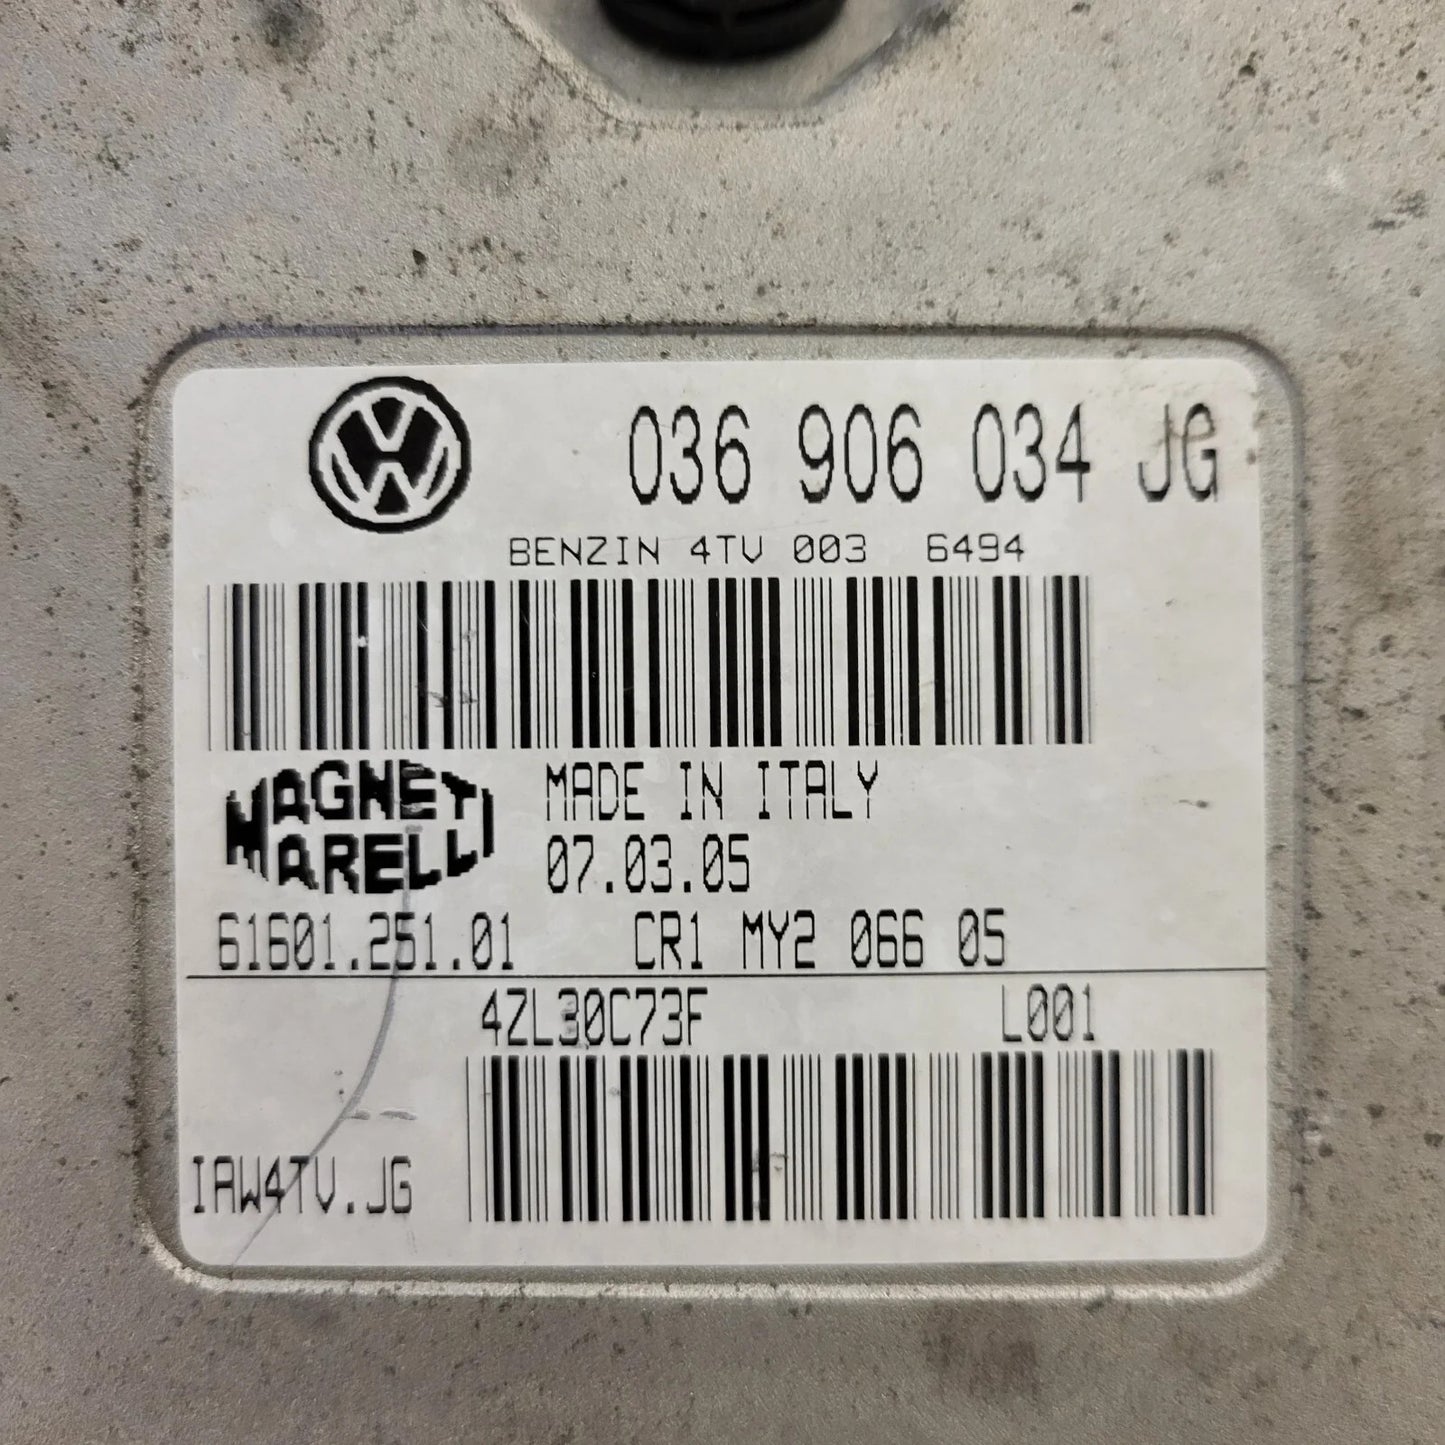 036 906 034 JG
BENZIN 4TV 003 6494
MAGNETI MARELLI
MADE IN ITALY
07.03.05
61601.251.01 CR1 MY2 066 05
4ZL30C73F L001
IAW4TV.JG